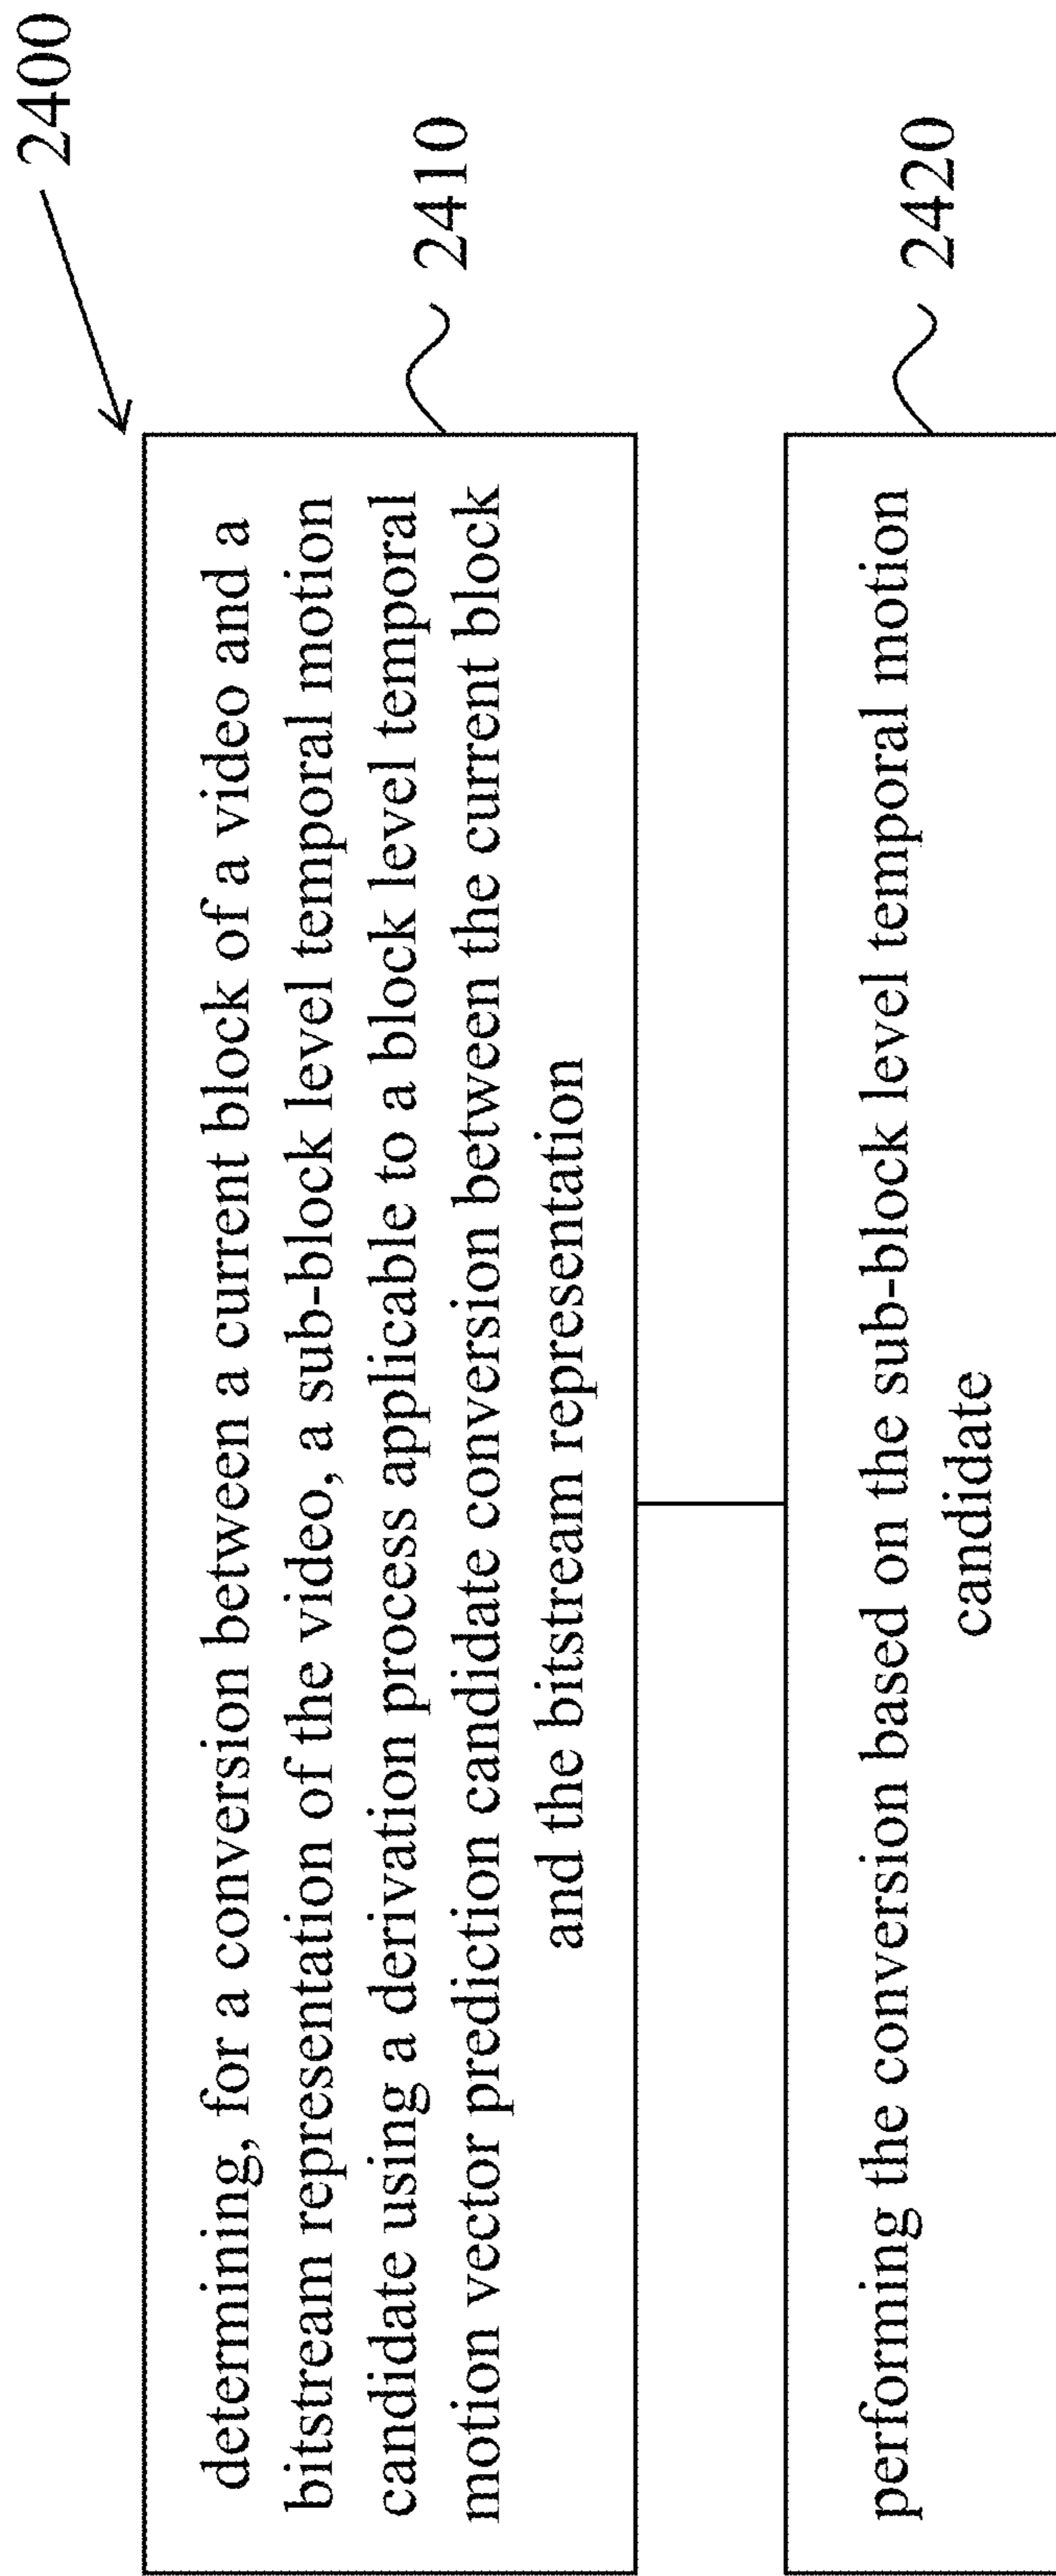 2400
determining, for a conversion between a current block of a video and a
bitstream representation of the video, a sub-block level temporal motion
candidate using a derivation process applicable to a block level temporal
motion vector prediction candidate conversion between the current block
and the bitstream representation
2410
performing the conversion based on the sub-block level temporal motion
candidate
2420